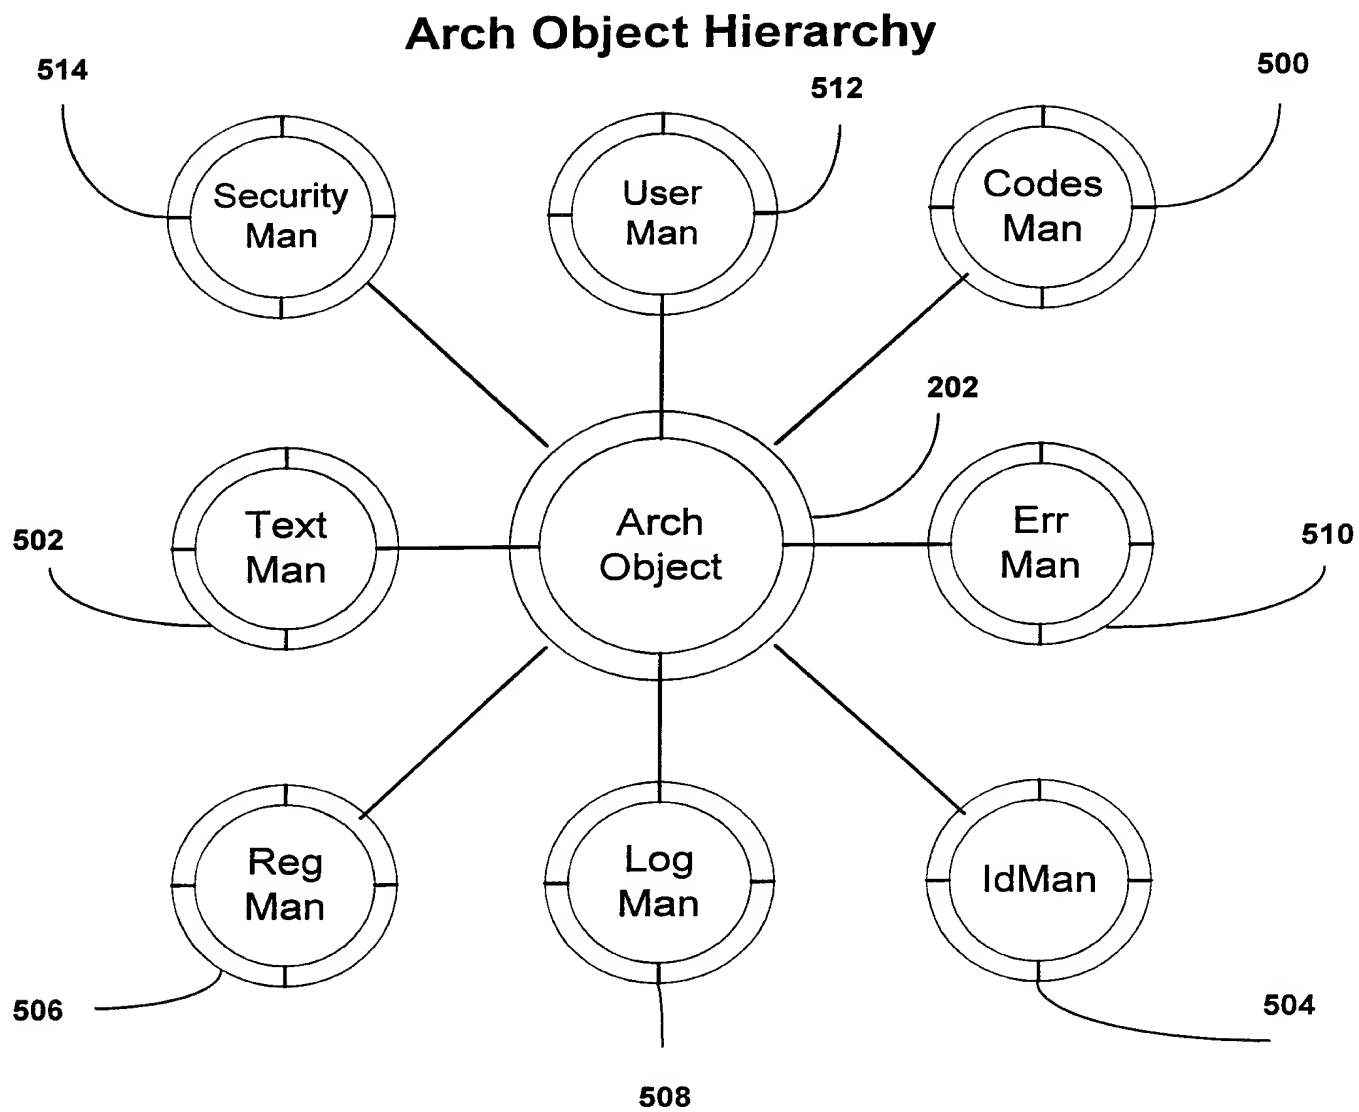 Arch Object Hierarchy
514
512
500
Security
Man
User
Man
Codes
Man
202
Text
Man
Arch
Object
Err
Man
502
510
Reg
Man
Log
Man
IdMan
506
508
504